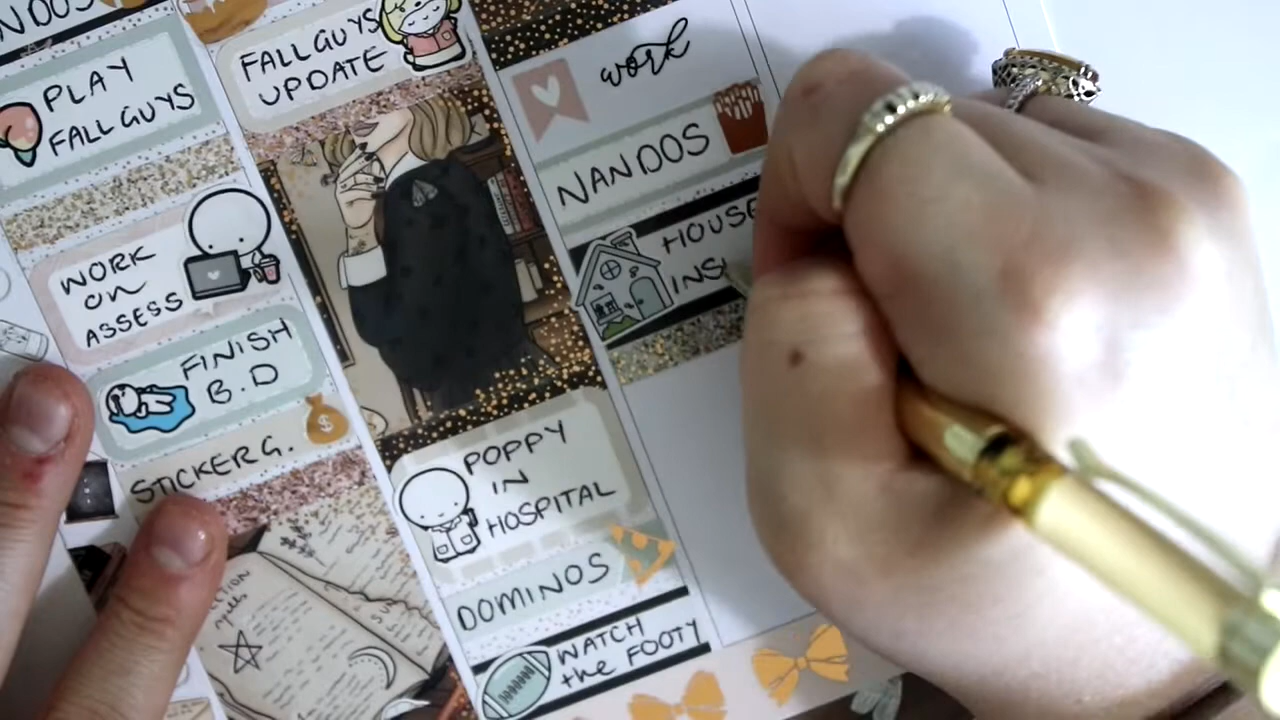 PLAY
FALL GUYS
WORK
on
ASSESS
FINISH
B.D
STICKER G.
FALL GUYS
UPDATE
POPPY
IN
HOSPITAL
DOMINOS
WATCH
the FOOTY
work
NANDOS
HOUSE